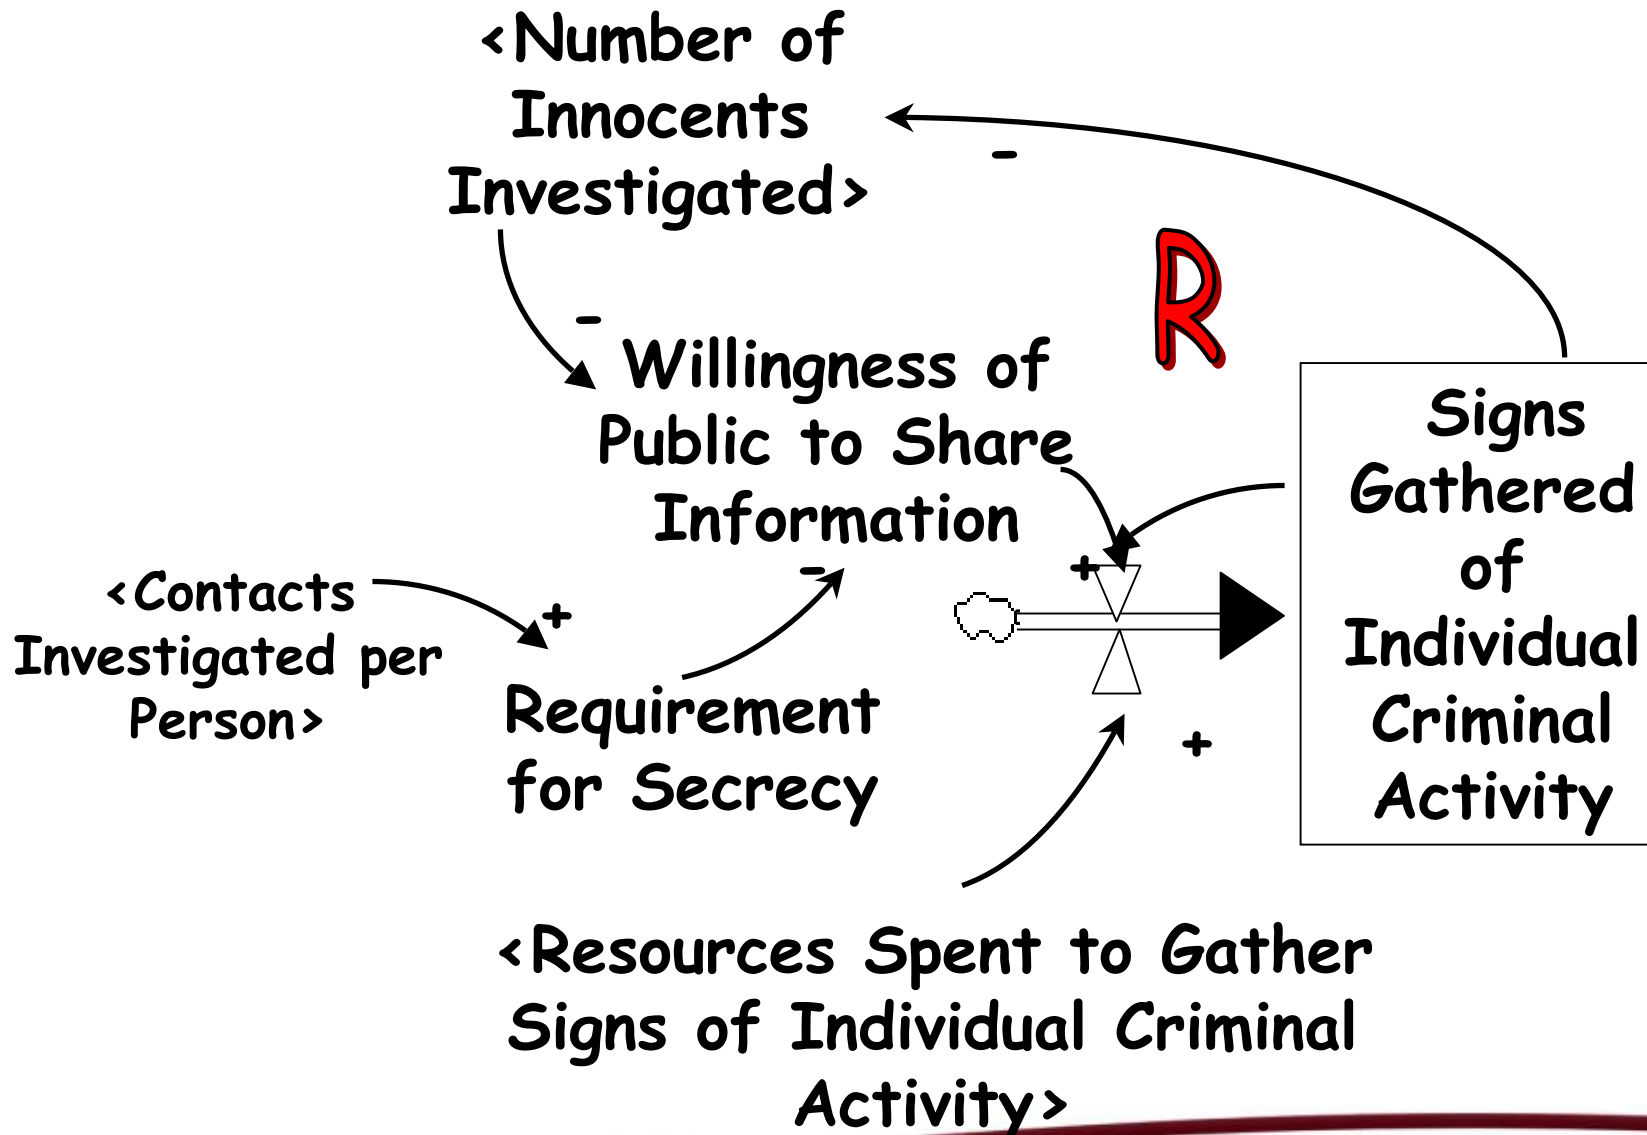 <Number of
Innocents
Investigated>
-
R
-
Willingness of
Public to Share
Information
-
+
<Contacts
Investigated per
Person>
+
Requirement
for Secrecy
Signs
Gathered
of
Individual
Criminal
Activity
+
<Resources Spent to Gather
Signs of Individual Criminal
Activity>